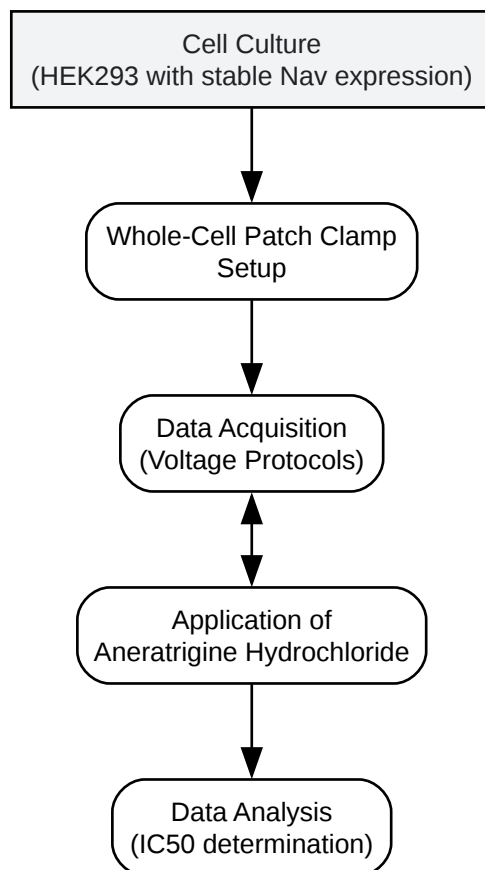 Cell Culture
(HEK293 with stable Nav expression)
Whole-Cell Patch Clamp
Setup
Data Acquisition
(Voltage Protocols)
Application of
Aneratrigine Hydrochloride
Data Analysis
(IC50 determination)